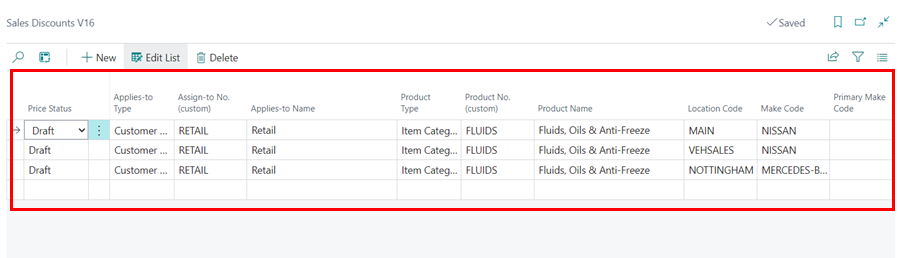 Sales Discounts V16
Saved
New Edit List Delete
Price Status Applies-to Type Assign-to No. (custom) Applies-to Name Product Type Product No. (custom) Product Name Location Code Make Code Primary Make Code
Draft Customer ... RETAIL Retail Item Categ... FLUIDS Fluids, Oils & Anti-Freeze MAIN NISSAN
Draft Customer ... RETAIL Retail Item Categ... FLUIDS Fluids, Oils & Anti-Freeze VEHSALES NISSAN
Draft Customer ... RETAIL Retail Item Categ... FLUIDS Fluids, Oils & Anti-Freeze NOTTINGHAM MERCEDES-B...